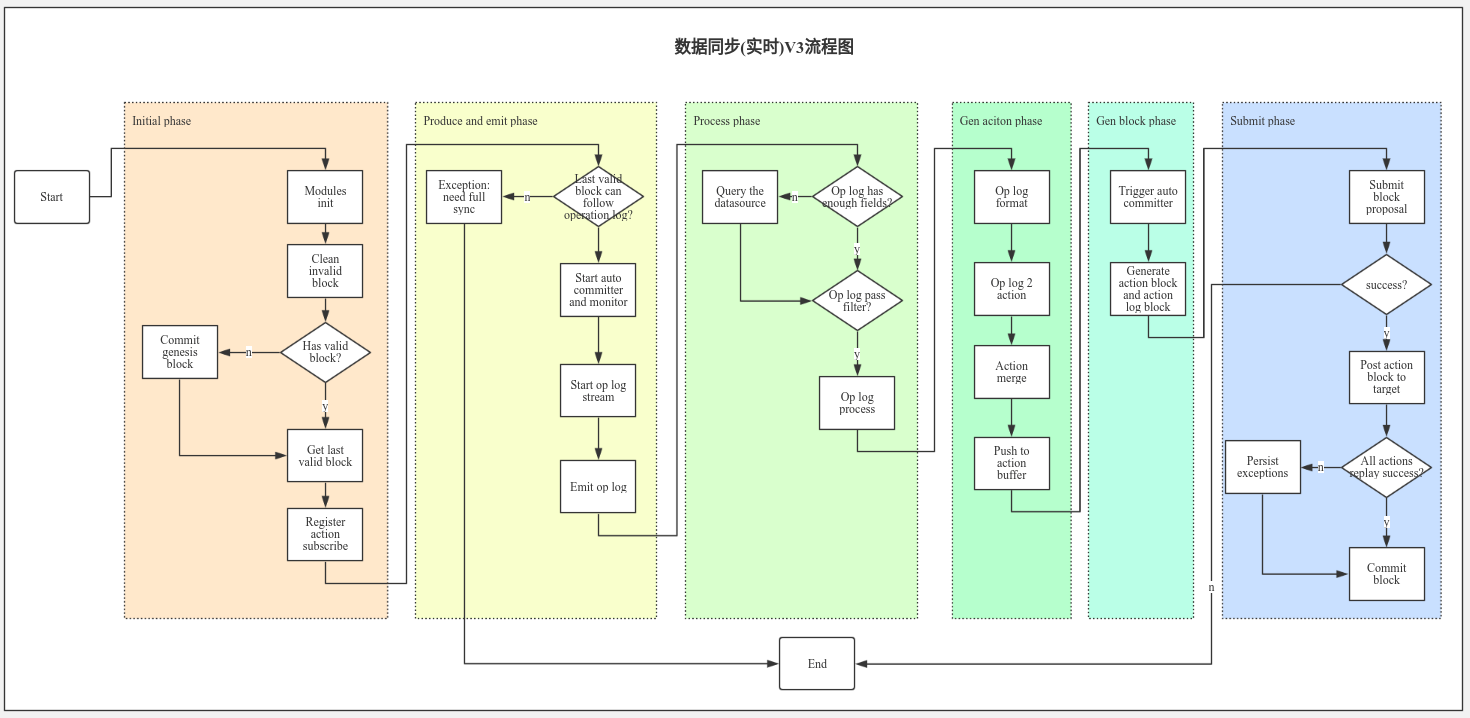 数据同步(实时)V3流程图
Start
Initial phase
Modules
init
Clean
invalid
block
Has valid
block?
n
Commit
genesis
block
y
Get last
valid block
Register
action
subscribe
Produce and emit phase
Last valid
block can
follow
operation log?
n
Exception:
need full
sync
Start auto
committer
and monitor
Start op log
stream
Emit op log
Process phase
Op log has
enough fields?
n
Query the
datasource
y
Op log pass
filter?
y
Op log
process
Gen aciton phase
Op log
format
Op log 2
action
Action
merge
Push to
action
buffer
Gen block phase
Trigger auto
committer
Generate
action block
and action
log block
Submit phase
Submit
block
proposal
success?
y
Post action
block to
target
All actions
replay success?
n
Persist
exceptions
y
Commit
block
n
End